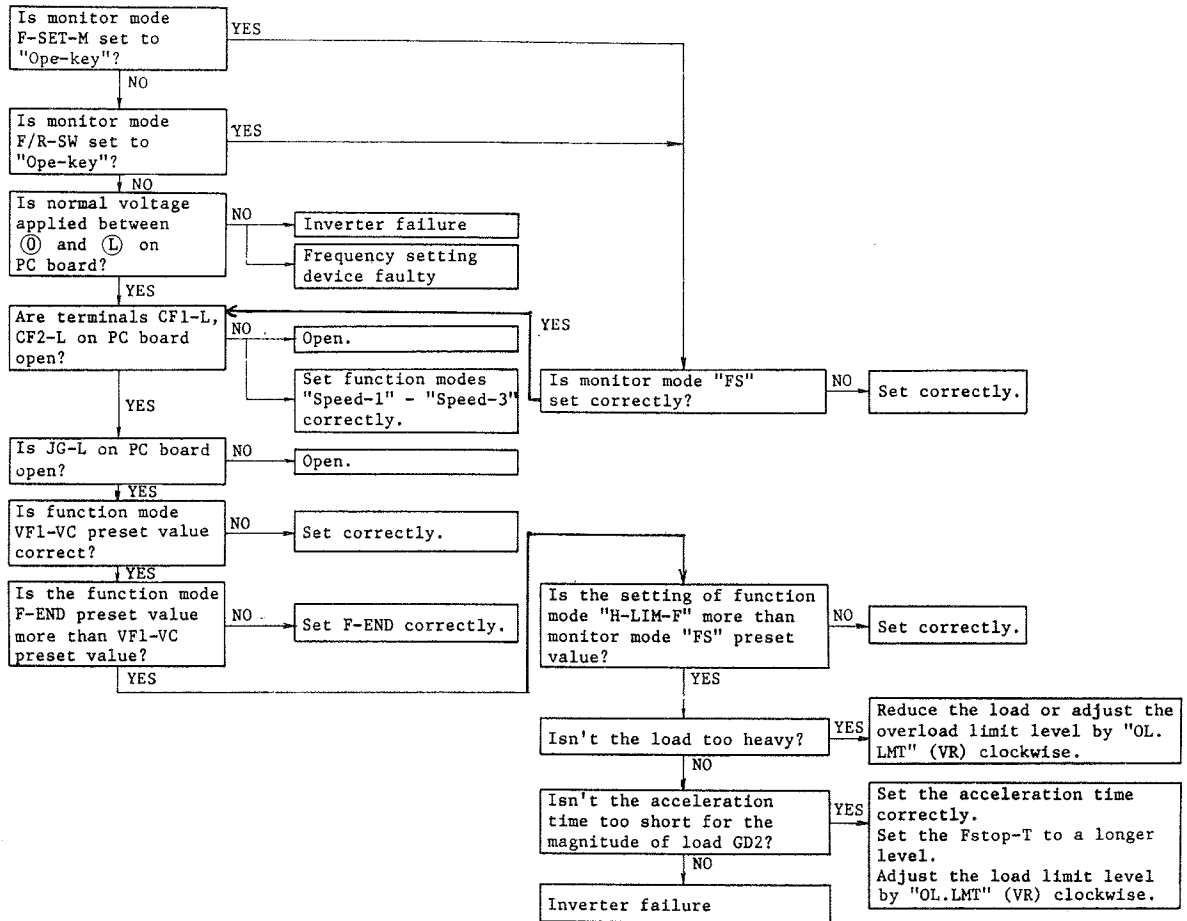 Is monitor mode
F-SET-M set to
"Ope-key"?
YES
NO
Is monitor mode
F/R-SW set to
"Ope-key"?
YES
NO
Is normal voltage
applied between
Ⓞ and Ⓛ on
PC board?
NO
Inverter failure
Frequency setting
device faulty
YES
Are terminals CF1-L,
CF2-L on PC board
open?
NO
Open.
Set function modes
"Speed-1" - "Speed-3"
correctly.
YES
Is monitor mode "FS"
set correctly?
NO
Set correctly.
YES
Is JG-L on PC board
open?
NO
Open.
YES
Is function mode
VF1-VC preset value
correct?
NO
Set correctly.
YES
Is the function mode
F-END preset value
more than VF1-VC
preset value?
NO
Set F-END correctly.
YES
Is the setting of function
mode "H-LIM-F" more than
monitor mode "FS" preset
value?
NO
Set correctly.
YES
Isn't the load too heavy?
YES
Reduce the load or adjust the
overload limit level by "OL.
LMT" (VR) clockwise.
NO
Isn't the acceleration
time too short for the
magnitude of load GD2?
YES
Set the acceleration time
correctly.
Set the Fstop-T to a longer
level.
Adjust the load limit level
by "OL.LMT" (VR) clockwise.
NO
Inverter failure